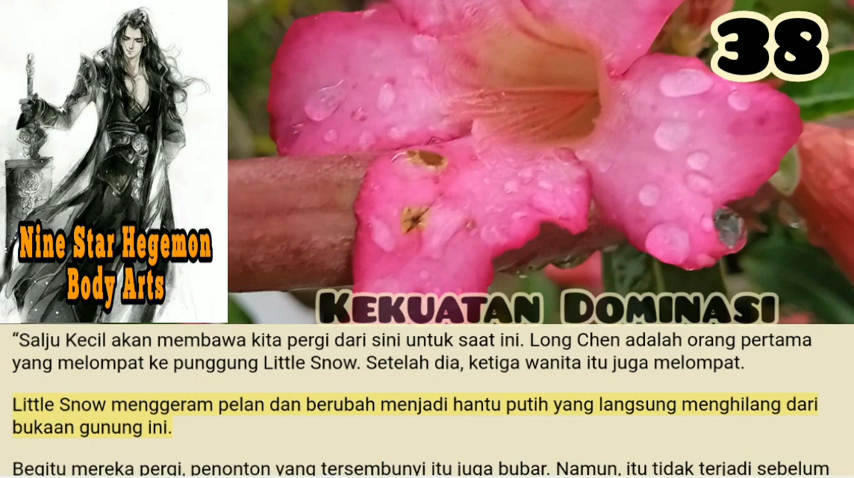 38
Nine Star Hegemon
Body Arts
KEKUATAN DOMINASI
“Salju Kecil akan membawa kita pergi dari sini untuk saat ini. Long Chen adalah orang pertama
yang melompat ke punggung Little Snow. Setelah dia, ketiga wanita itu juga melompat.
Little Snow menggeram pelan dan berubah menjadi hantu putih yang langsung menghilang dari
bukaan gunung ini.
Begitu mereka pergi, penonton yang tersembunyi itu juga bubar. Namun, itu tidak terjadi sebelum